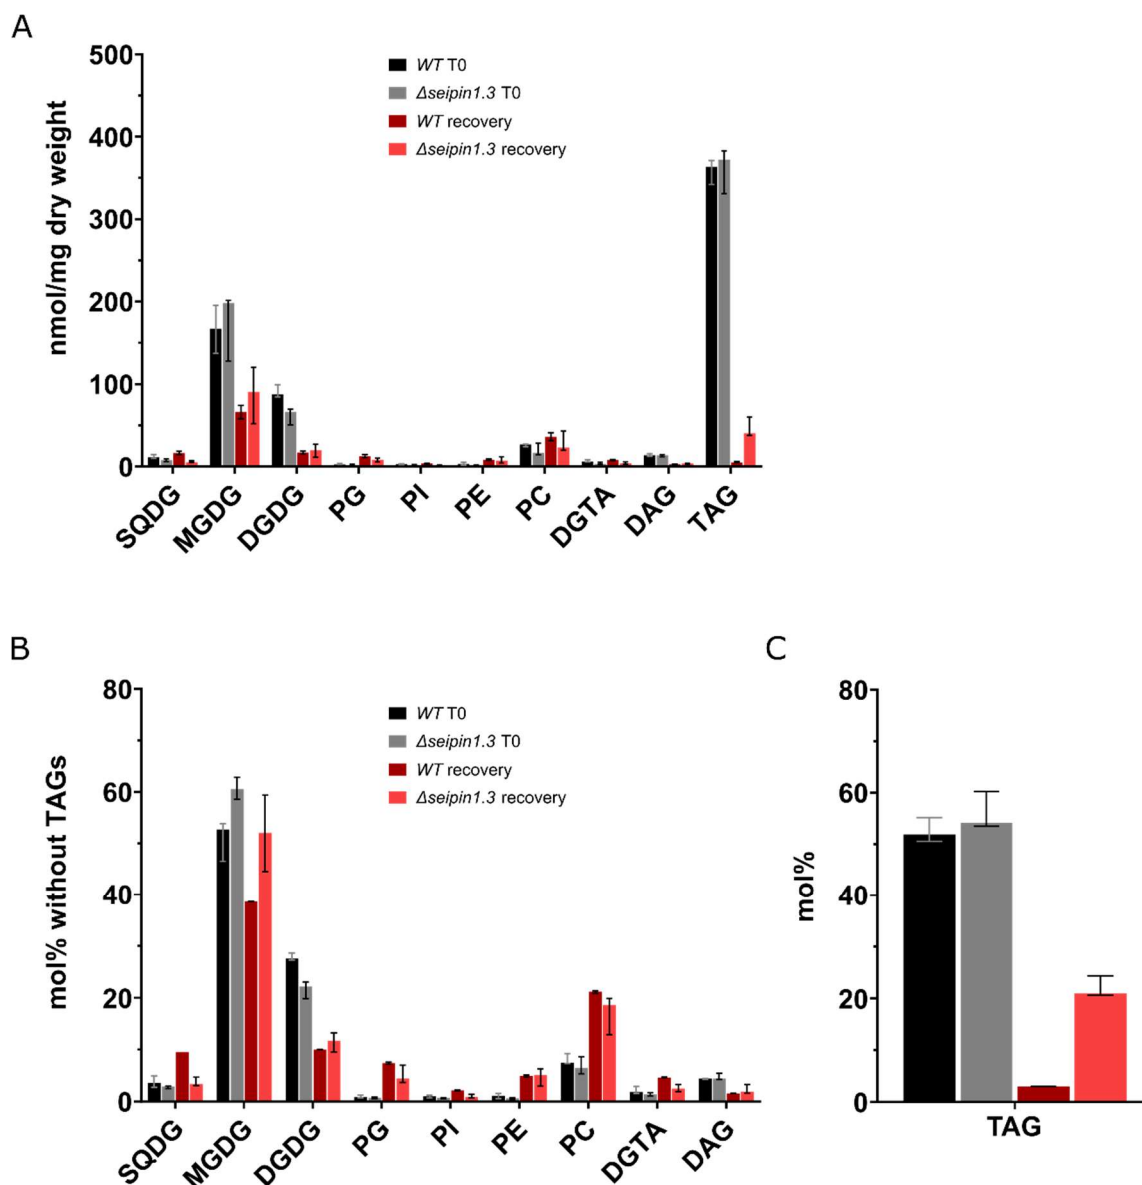 A
nmol/mg dry weight
500
400
300
200
100
0
WT T0
Δseipin1.3 T0
WT recovery
Δseipin1.3 recovery
SQDG MGDG DGDG PG PI PE PC DGTA DAG TAG
B
mol% without TAGs
80
60
40
20
0
WT T0
Δseipin1.3 T0
WT recovery
Δseipin1.3 recovery
SQDG MGDG DGDG PG PI PE PC DGTA DAG
C
mol%
80
60
40
20
0
TAG